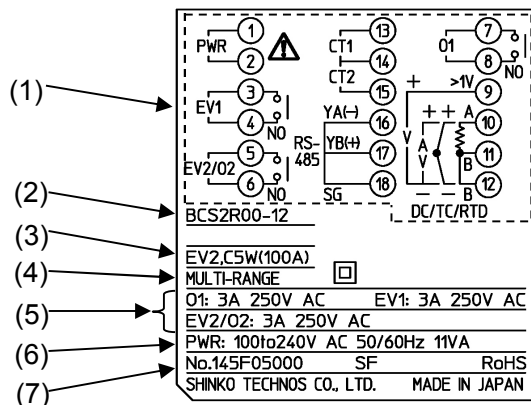 PWR 1 2
CT1 CT2 13 14 15
O1 7 8 NO
(1)
EV1 3 4 NO
+ >1V 9
EV2/O2 5 6 NO
RS-485 YA(-) 16
YB(+) 17
SG 18
V A V + + A 10
B 11
− − B 12
DC/TC/RTD
(2) BCS2R00-12
(3) EV2,C5W(100A)
(4) MULTI-RANGE
(5) O1: 3A 250V AC EV1: 3A 250V AC
EV2/O2: 3A 250V AC
(6) PWR: 100to240V AC 50/60Hz 11VA
(7) No.145F05000 SF RoHS
SHINKO TECHNOS CO., LTD. MADE IN JAPAN